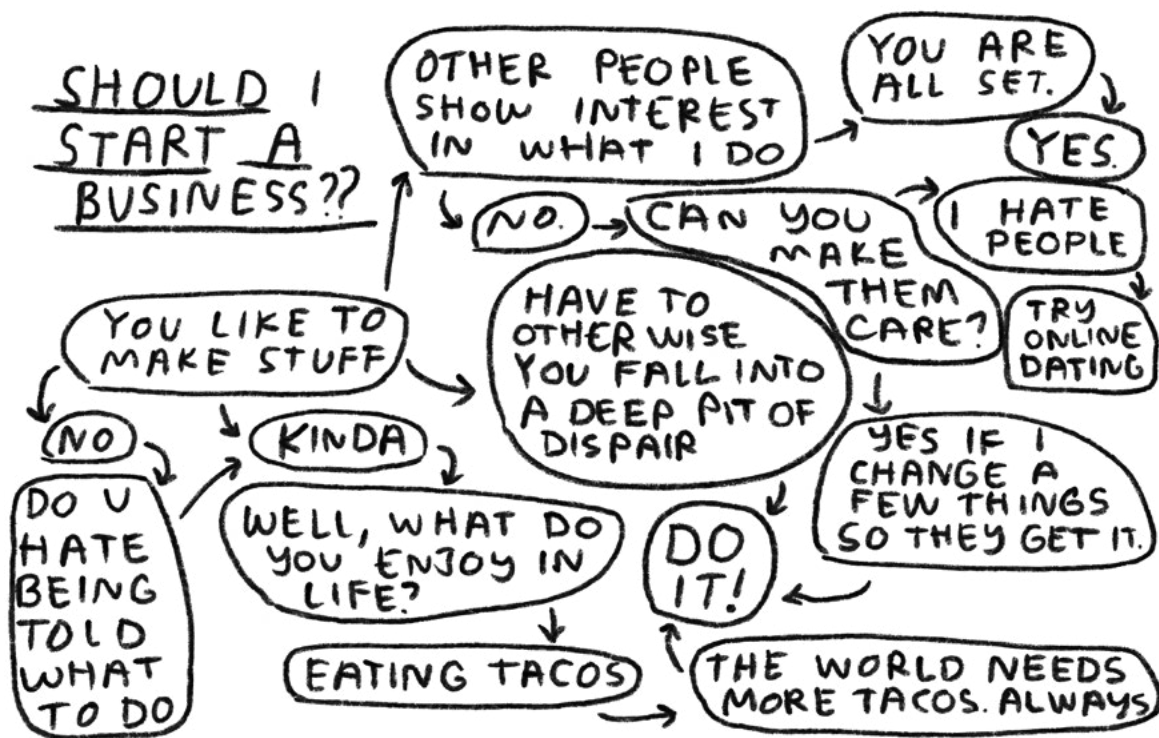 SHOULD I
START A
BUSINESS??
OTHER PEOPLE
SHOW INTEREST
IN WHAT I DO
YOU ARE
ALL SET.
YES.
NO.
CAN YOU
MAKE
THEM
CARE?
I HATE
PEOPLE
TRY
ONLINE
DATING
YOU LIKE TO
MAKE STUFF
HAVE TO
OTHER WISE
YOU FALL INTO
A DEEP PIT OF
DISPAIR
NO
KINDA
YES IF I
CHANGE A
FEW THINGS
SO THEY GET IT.
DO U
HATE
BEING
TOLD
WHAT
TO DO
WELL, WHAT DO
YOU ENJOY IN
LIFE?
DO
IT!
EATING TACOS
THE WORLD NEEDS
MORE TACOS. ALWAYS